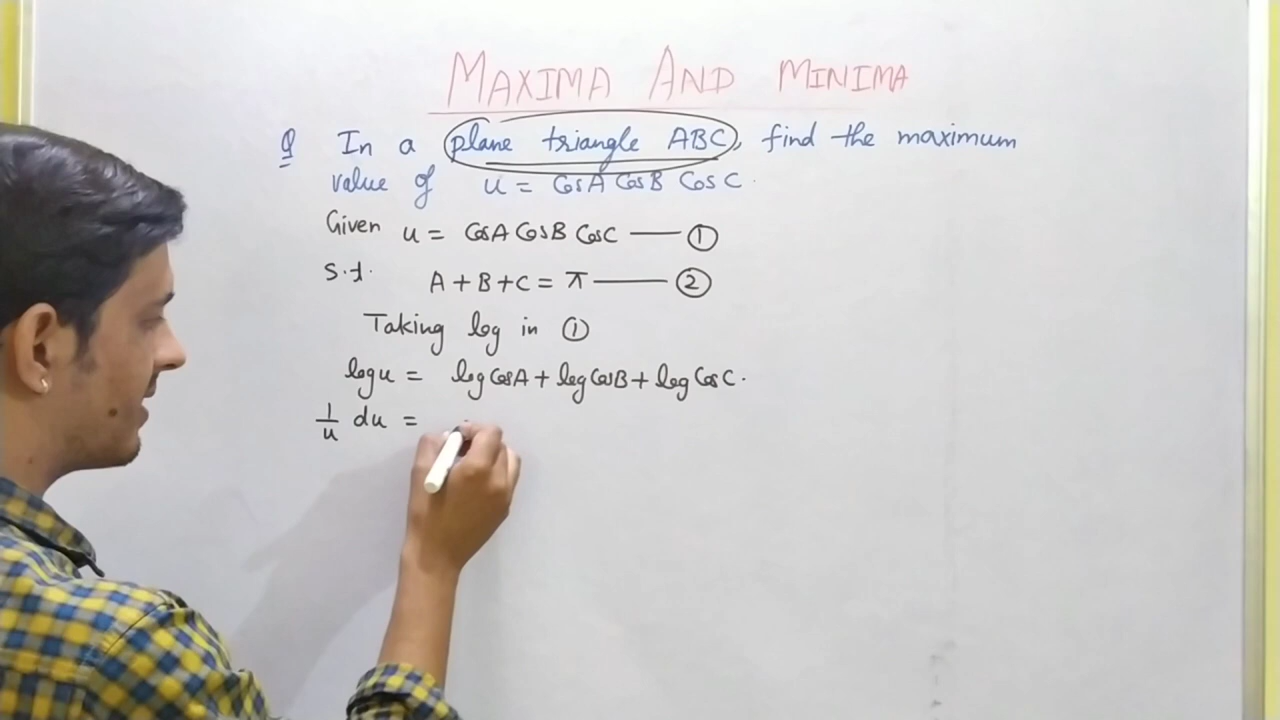 MAXIMA AND MINIMA
Q In a plane triangle ABC, find the maximum
value of u = CosA CosB CosC.
Given u = CosA CosB CosC —— ①
s.t. A+B+C = π —— ②
Taking log in ①
log u = log CosA + log CosB + log CosC.
1/u du =